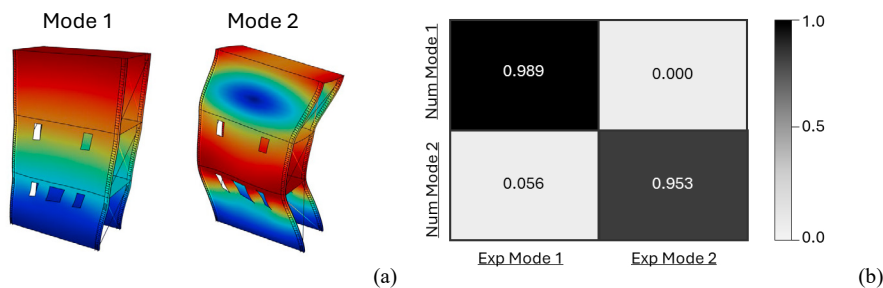 Mode 1
Mode 2
(a)
Num Mode 1
Num Mode 2
0.989
0.000
0.056
0.953
Exp Mode 1
Exp Mode 2
1.0
0.5
0.0
(b)